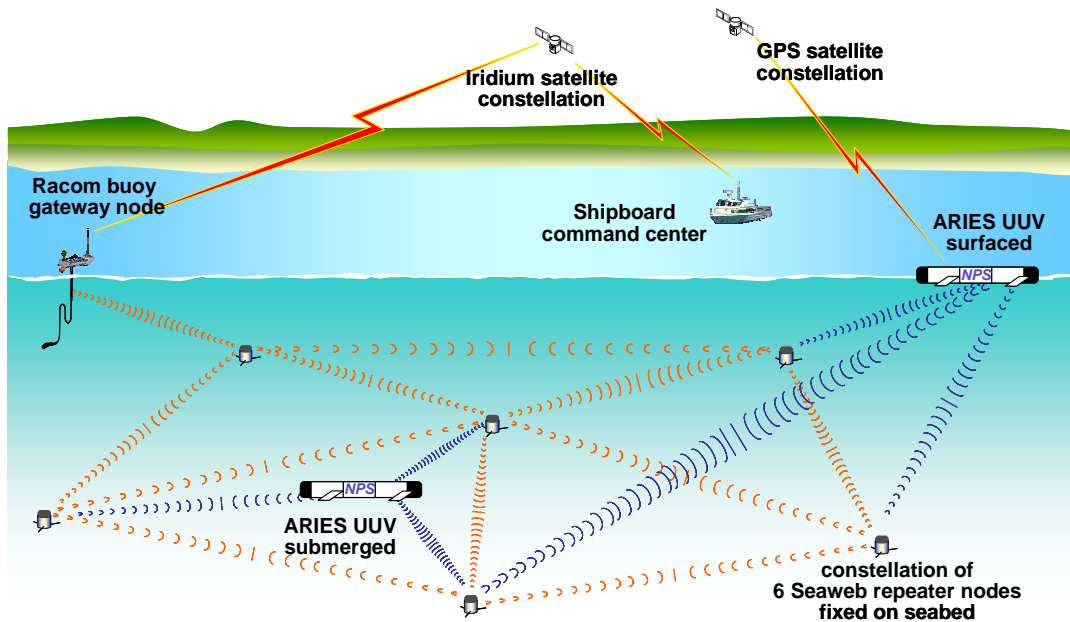 Iridium satellite
constellation
GPS satellite
constellation
Racom buoy
gateway node
Shipboard
command center
ARIES UUV
surfaced
NPS
NPS
ARIES UUV
submerged
constellation of
6 Seaweb repeater nodes
fixed on seabed